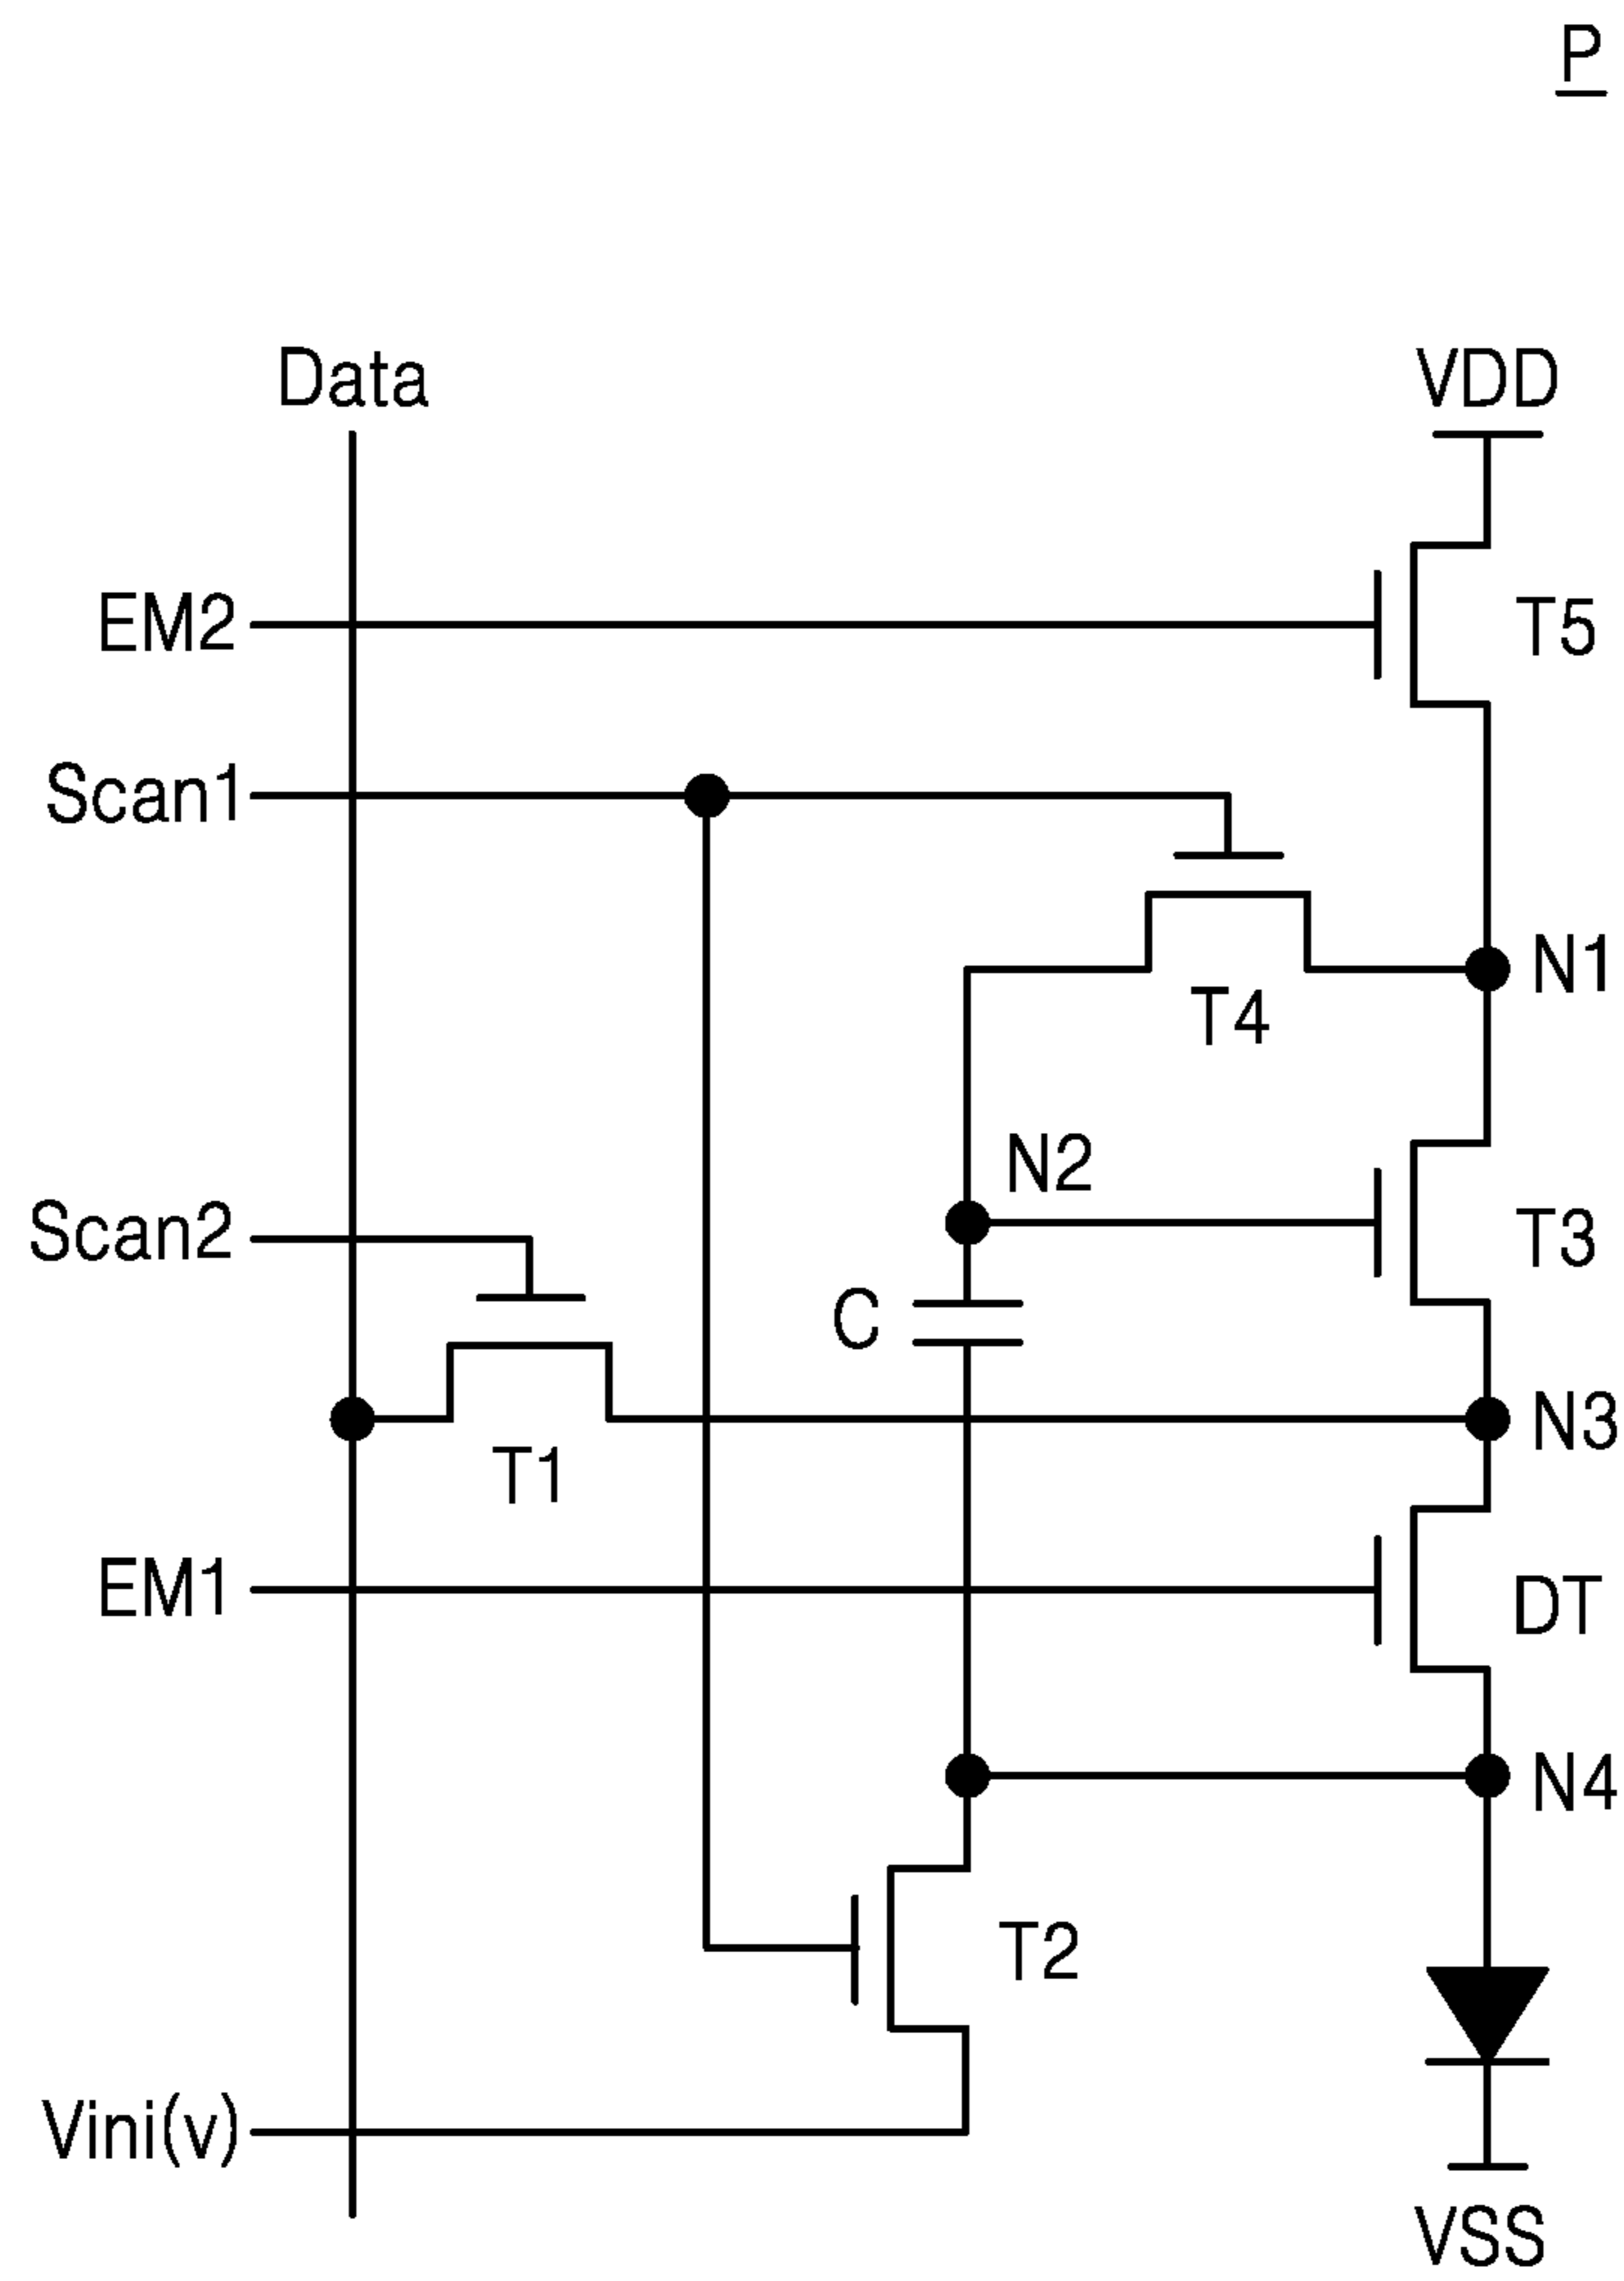 P
Data
VDD
EM2
T5
Scan1
N1
T4
N2
Scan2
T3
C
N3
T1
EM1
DT
N4
T2
Vini(v)
VSS